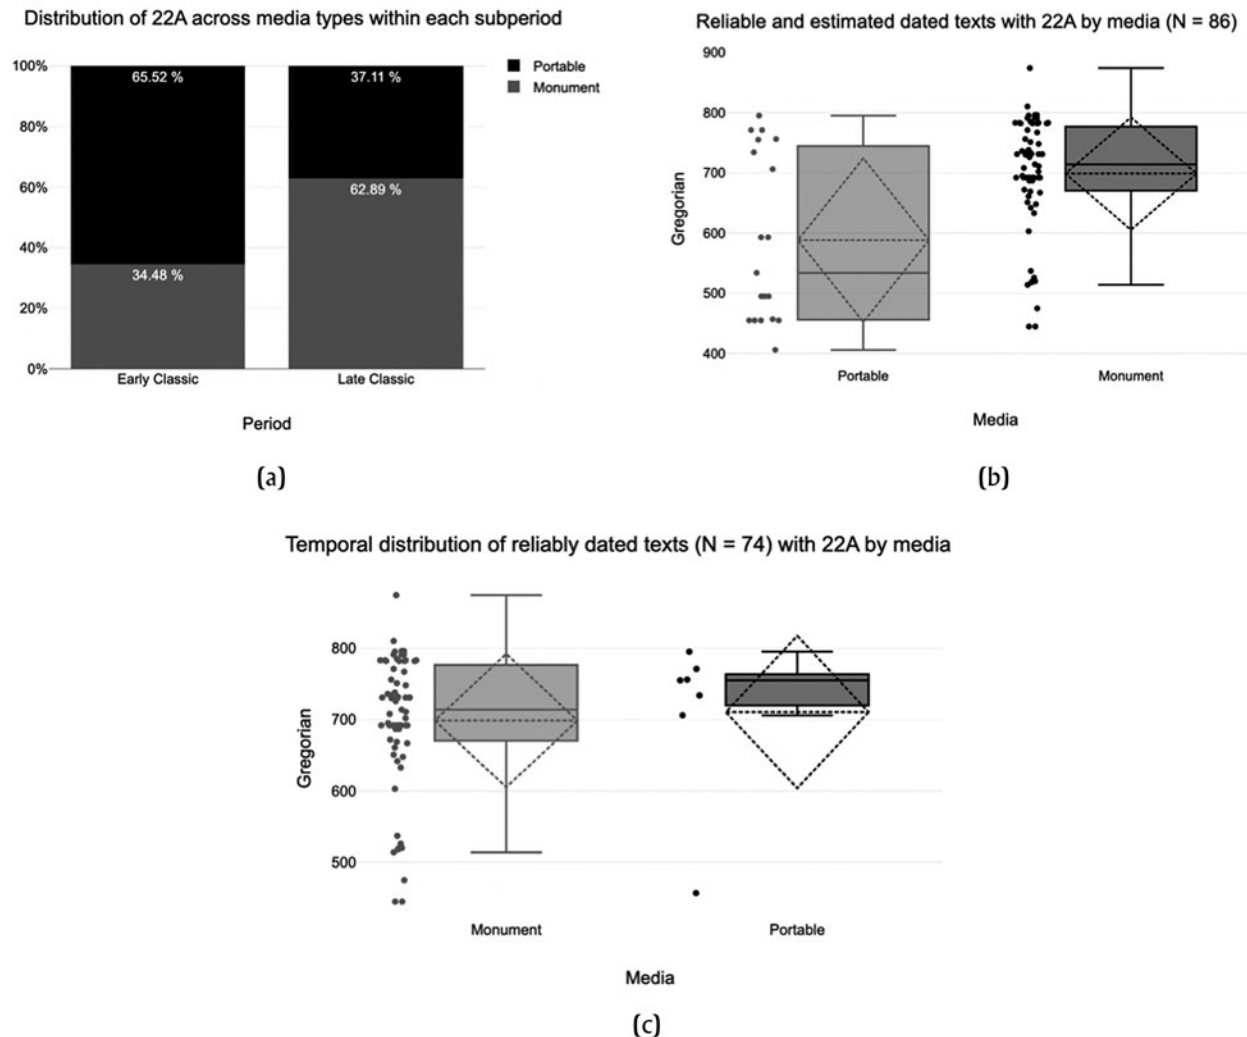 Distribution of 22A across media types within each subperiod
100%
80%
60%
40%
20%
0%
65.52 %
34.48 %
37.11 %
62.89 %
Portable
Monument
Early Classic
Late Classic
Period
(a)
Reliable and estimated dated texts with 22A by media (N = 86)
900
800
700
600
500
400
Gregorian
Portable
Monument
Media
(b)
Temporal distribution of reliably dated texts (N = 74) with 22A by media
800
700
600
500
Gregorian
Monument
Portable
Media
(c)